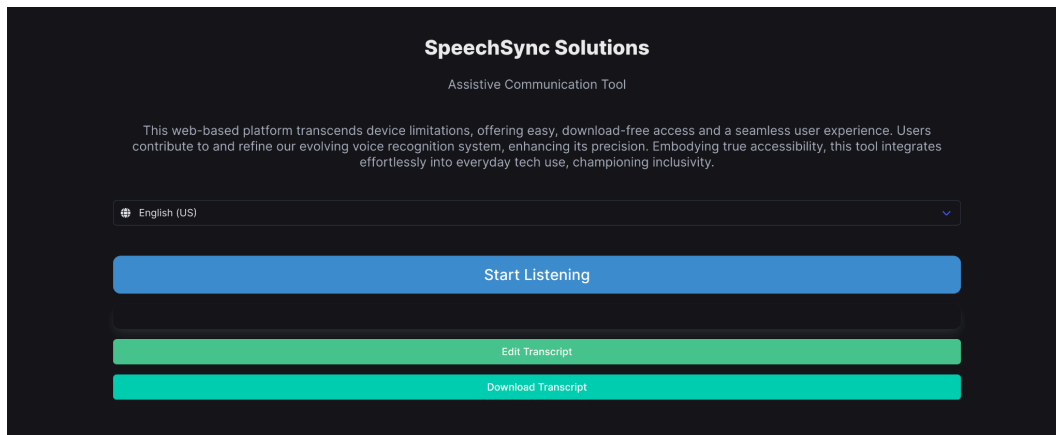 SpeechSync Solutions
Assistive Communication Tool
This web-based platform transcends device limitations, offering easy, download-free access and a seamless user experience. Users
contribute to and refine our evolving voice recognition system, enhancing its precision. Embodying true accessibility, this tool integrates
effortlessly into everyday tech use, championing inclusivity.
English (US)
Start Listening
Edit Transcript
Download Transcript